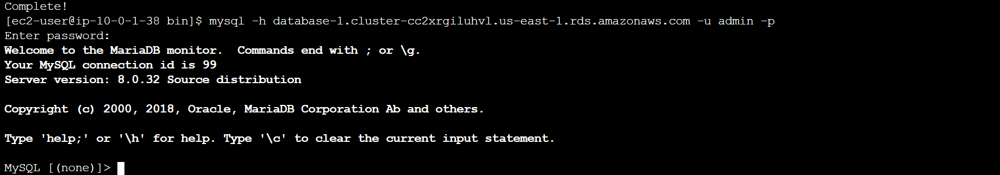 Complete!
[ec2-user@ip-10-0-1-38 bin]$ mysql -h database-1.cluster-cc2xrgiluhvl.us-east-1.rds.amazonaws.com -u admin -p
Enter password:
Welcome to the MariaDB monitor.  Commands end with ; or \g.
Your MySQL connection id is 99
Server version: 8.0.32 Source distribution
Copyright (c) 2000, 2018, Oracle, MariaDB Corporation Ab and others.
Type 'help;' or '\h' for help. Type '\c' to clear the current input statement.
MySQL [(none)]>